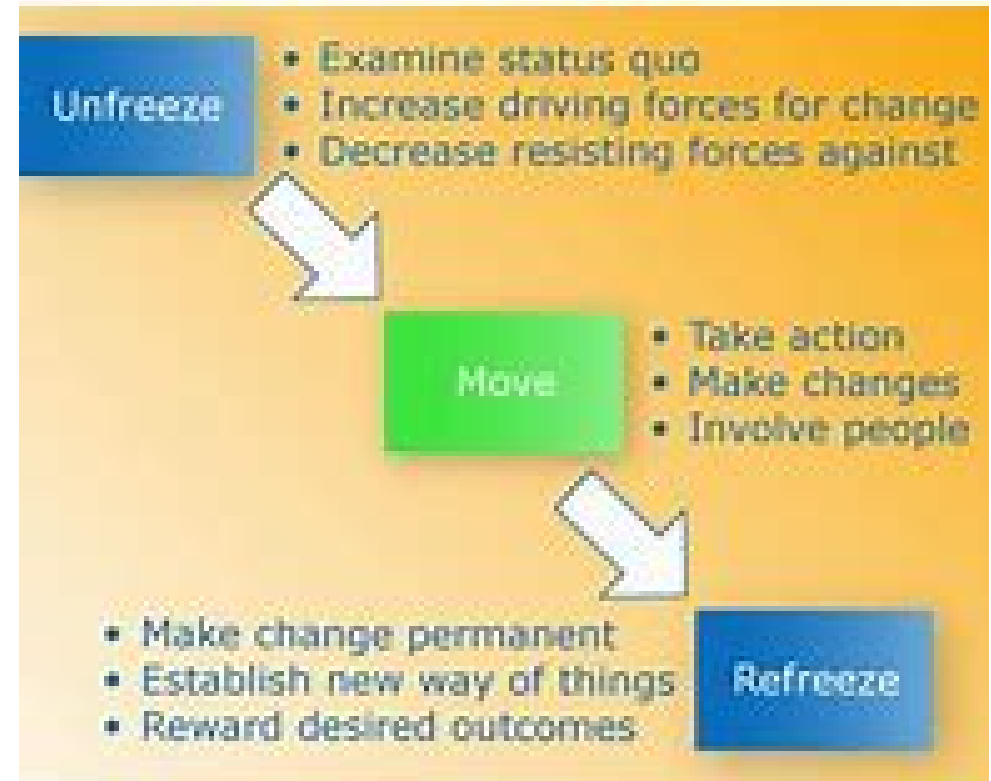 Unfreeze
• Examine status quo
• Increase driving forces for change
• Decrease resisting forces against
Move
• Take action
• Make changes
• Involve people
• Make change permanent
• Establish new way of things
• Reward desired outcomes
Refreeze